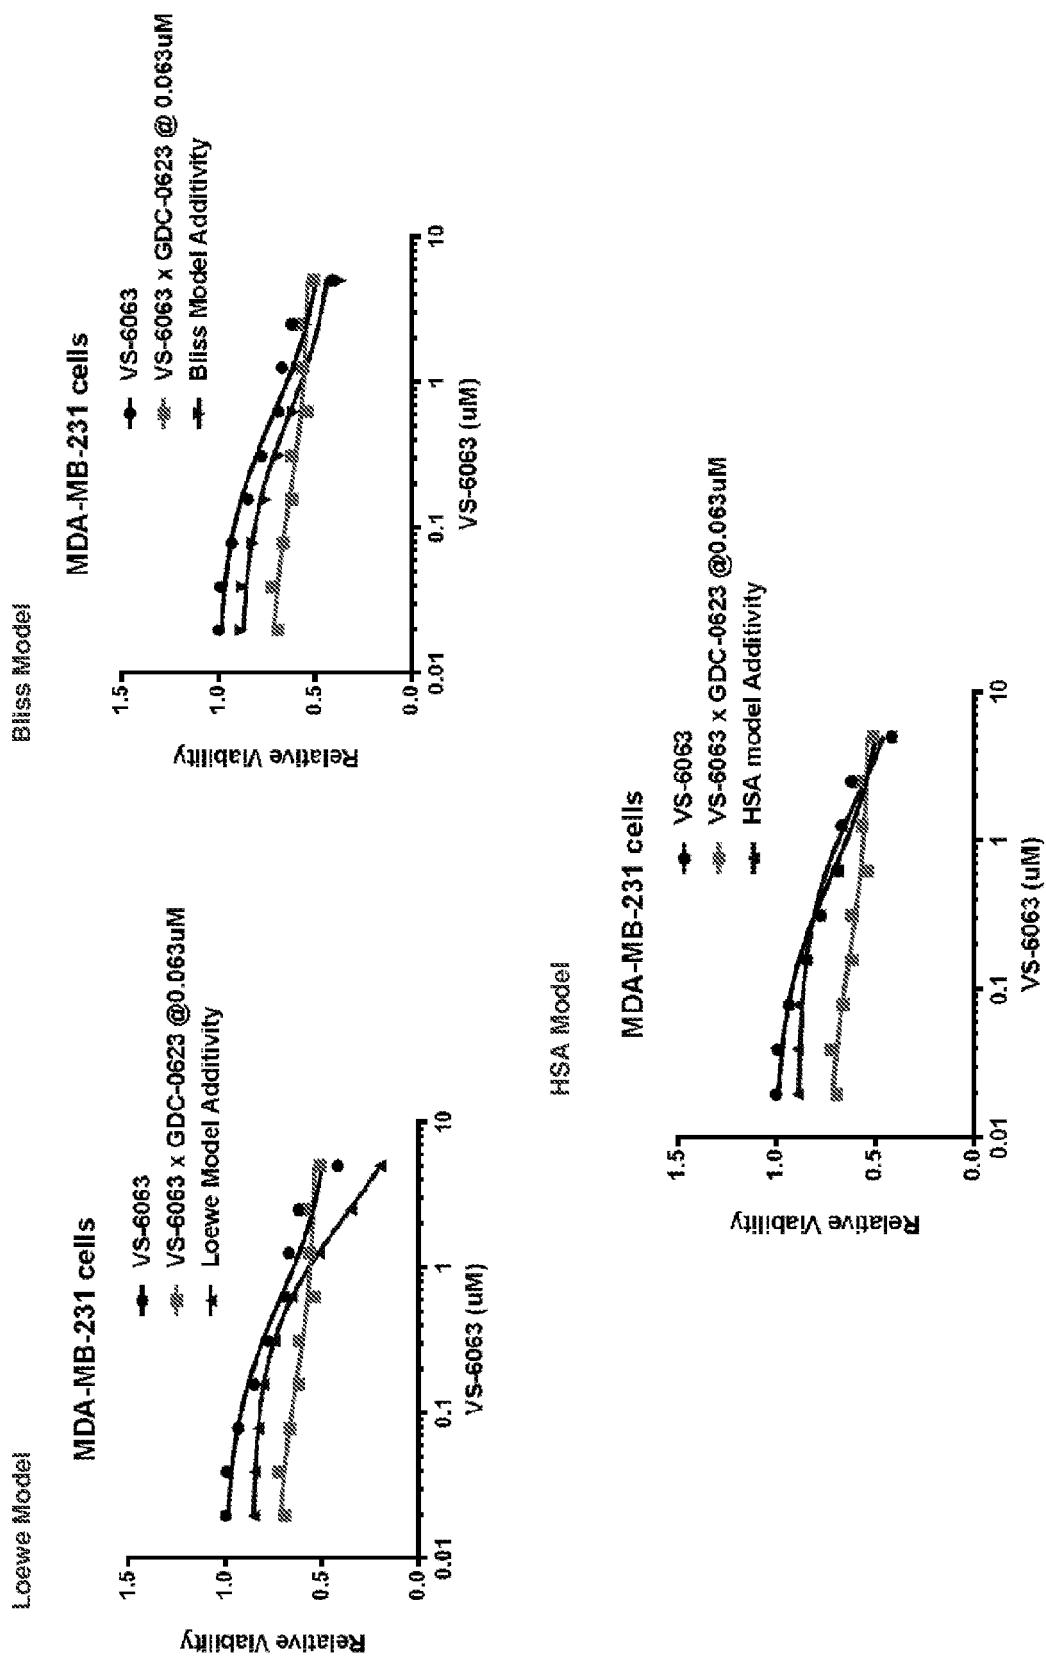 Loewe Model
MDA-MB-231 cells
VS-6063
VS-6063 x GDC-0623 @0.063uM
Loewe Model Additivity
Relative Viability
1.5
1.0
0.5
0.0
0.01
0.1
1
10
VS-6063 (uM)
Bliss Model
MDA-MB-231 cells
VS-6063
VS-6063 x GDC-0623 @ 0.063uM
Bliss Model Additivity
Relative Viability
1.5
1.0
0.5
0.0
0.01
0.1
1
10
VS-6063 (uM)
HSA Model
MDA-MB-231 cells
VS-6063
VS-6063 x GDC-0623 @0.063uM
HSA model Additivity
Relative Viability
1.5
1.0
0.5
0.0
0.01
0.1
1
10
VS-6063 (uM)